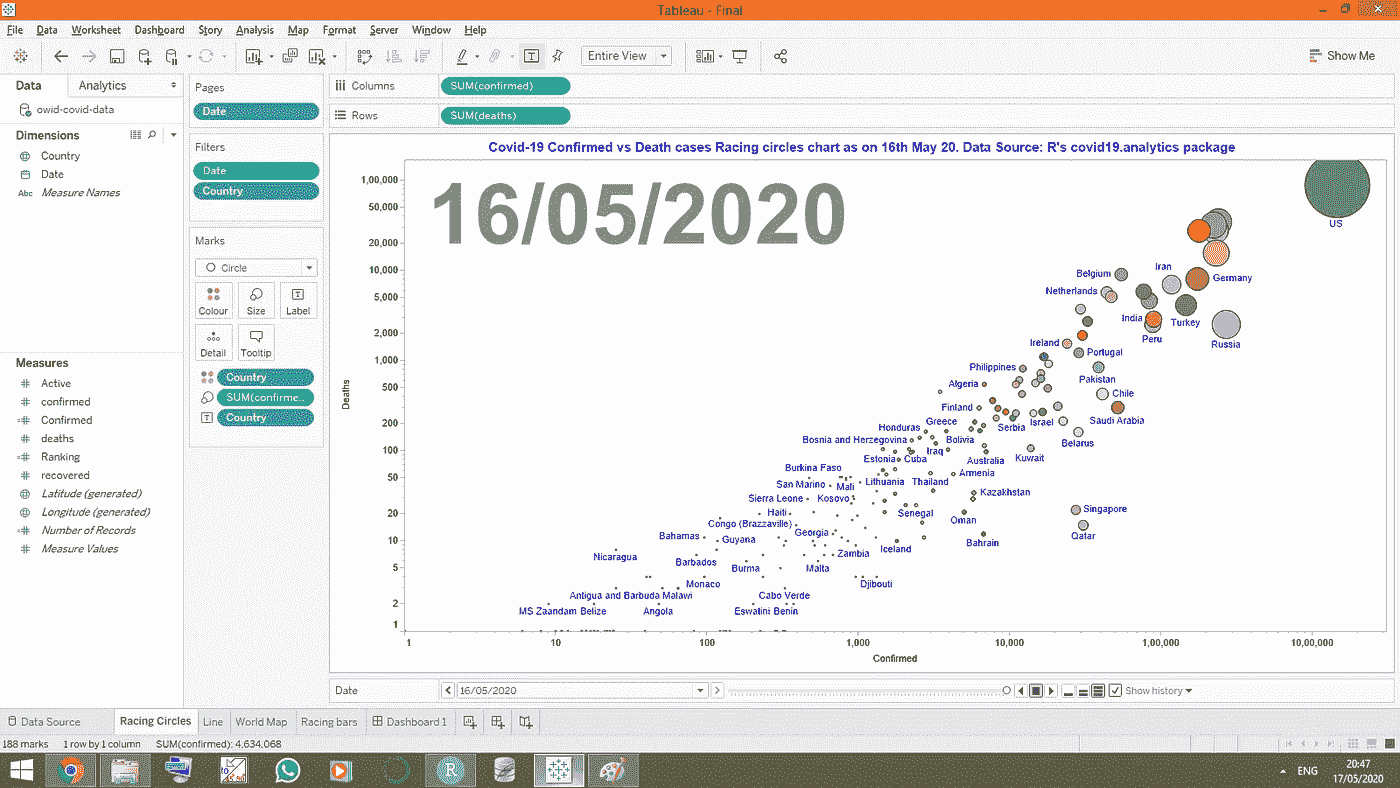 Tableau - Final
File Data Worksheet Dashboard Story Analysis Map Format Server Window Help
Entire View
Show Me
Data Analytics
owid-covid-data
Dimensions
Country
Date
Abc Measure Names
Measures
Active
confirmed
Confirmed
deaths
Ranking
recovered
Latitude (generated)
Longitude (generated)
Number of Records
Measure Values
Pages
Date
Filters
Date
Country
Marks
Circle
Colour Size Label
Detail Tooltip
Country
SUM(confirme..
Country
Columns SUM(confirmed)
Rows SUM(deaths)
Covid-19 Confirmed vs Death cases Racing circles chart as on 16th May 20. Data Source: R's covid19.analytics package
16/05/2020
1,00,000
50,000
20,000
10,000
5,000
2,000
1,000
500
200
100
50
20
10
5
2
1
Deaths
US
Belgium
Iran
Germany
Netherlands
India
Turkey
Peru
Russia
Ireland
Portugal
Philippines
Pakistan
Algeria
Chile
Finland
Saudi Arabia
Greece
Serbia
Israel
Honduras
Bosnia and Herzegovina
Bolivia
Belarus
Iraq
Estonia
Cuba
Australia
Kuwait
Burkina Faso
Armenia
San Marino
Mali
Lithuania
Thailand
Kazakhstan
Sierra Leone
Kosovo
Haiti
Senegal
Singapore
Congo (Brazzaville)
Oman
Georgia
Qatar
Bahamas
Guyana
Bahrain
Iceland
Nicaragua
Zambia
Barbados
Burma
Malta
Monaco
Djibouti
Antigua and Barbuda Malawi
Cabo Verde
MS Zaandam Belize
Angola
Eswatini Benin
1 10 100 1,000 10,000 1,00,000 10,00,000
Confirmed
Date
16/05/2020
Show history
Data Source Racing Circles Line World Map Racing bars Dashboard 1
188 marks 1 row by 1 column SUM(confirmed): 4,634,068
ENG
20:47
17/05/2020